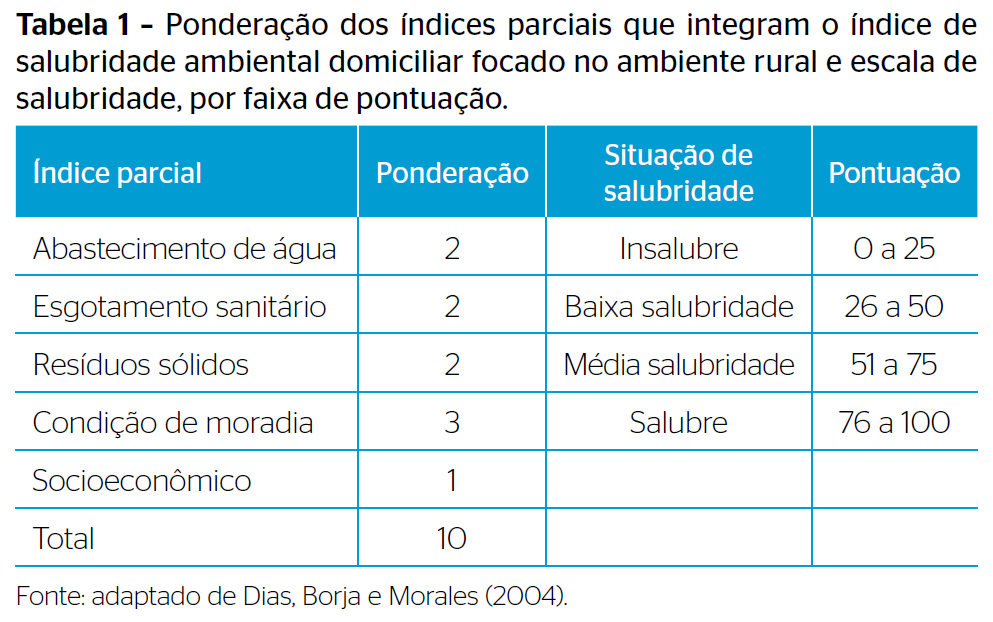 Tabela 1 – Ponderação dos índices parciais que integram o índice de
salubridade ambiental domiciliar focado no ambiente rural e escala de
salubridade, por faixa de pontuação.
Índice parcial Ponderação Situação de salubridade Pontuação
Abastecimento de água 2 Insalubre 0 a 25
Esgotamento sanitário 2 Baixa salubridade 26 a 50
Resíduos sólidos 2 Média salubridade 51 a 75
Condição de moradia 3 Salubre 76 a 100
Socioeconômico 1
Total 10
Fonte: adaptado de Dias, Borja e Morales (2004).